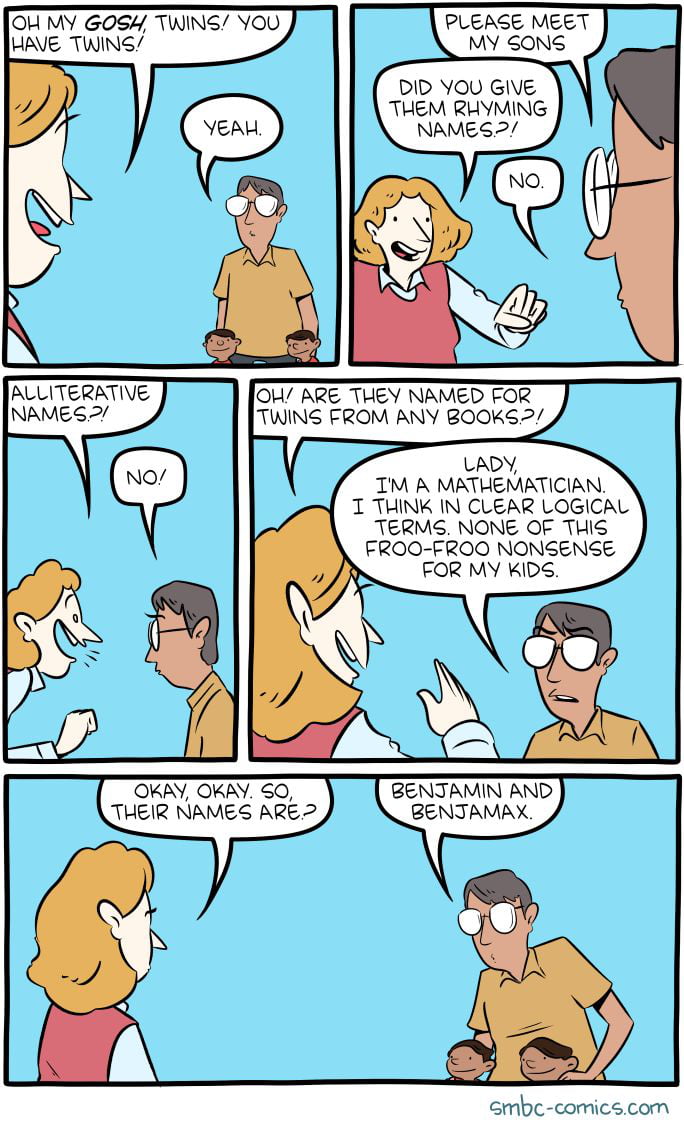 OH MY GOSH, TWINS! YOU
HAVE TWINS!
YEAH.
PLEASE MEET
MY SONS
DID YOU GIVE
THEM RHYMING
NAMES?!
NO.
ALLITERATIVE
NAMES?!
NO!
OH! ARE THEY NAMED FOR
TWINS FROM ANY BOOKS?!
LADY,
I'M A MATHEMATICIAN.
I THINK IN CLEAR LOGICAL
TERMS. NONE OF THIS
FROO-FROO NONSENSE
FOR MY KIDS.
OKAY, OKAY. SO,
THEIR NAMES ARE?
BENJAMIN AND
BENJAMAX.
smbc-comics.com